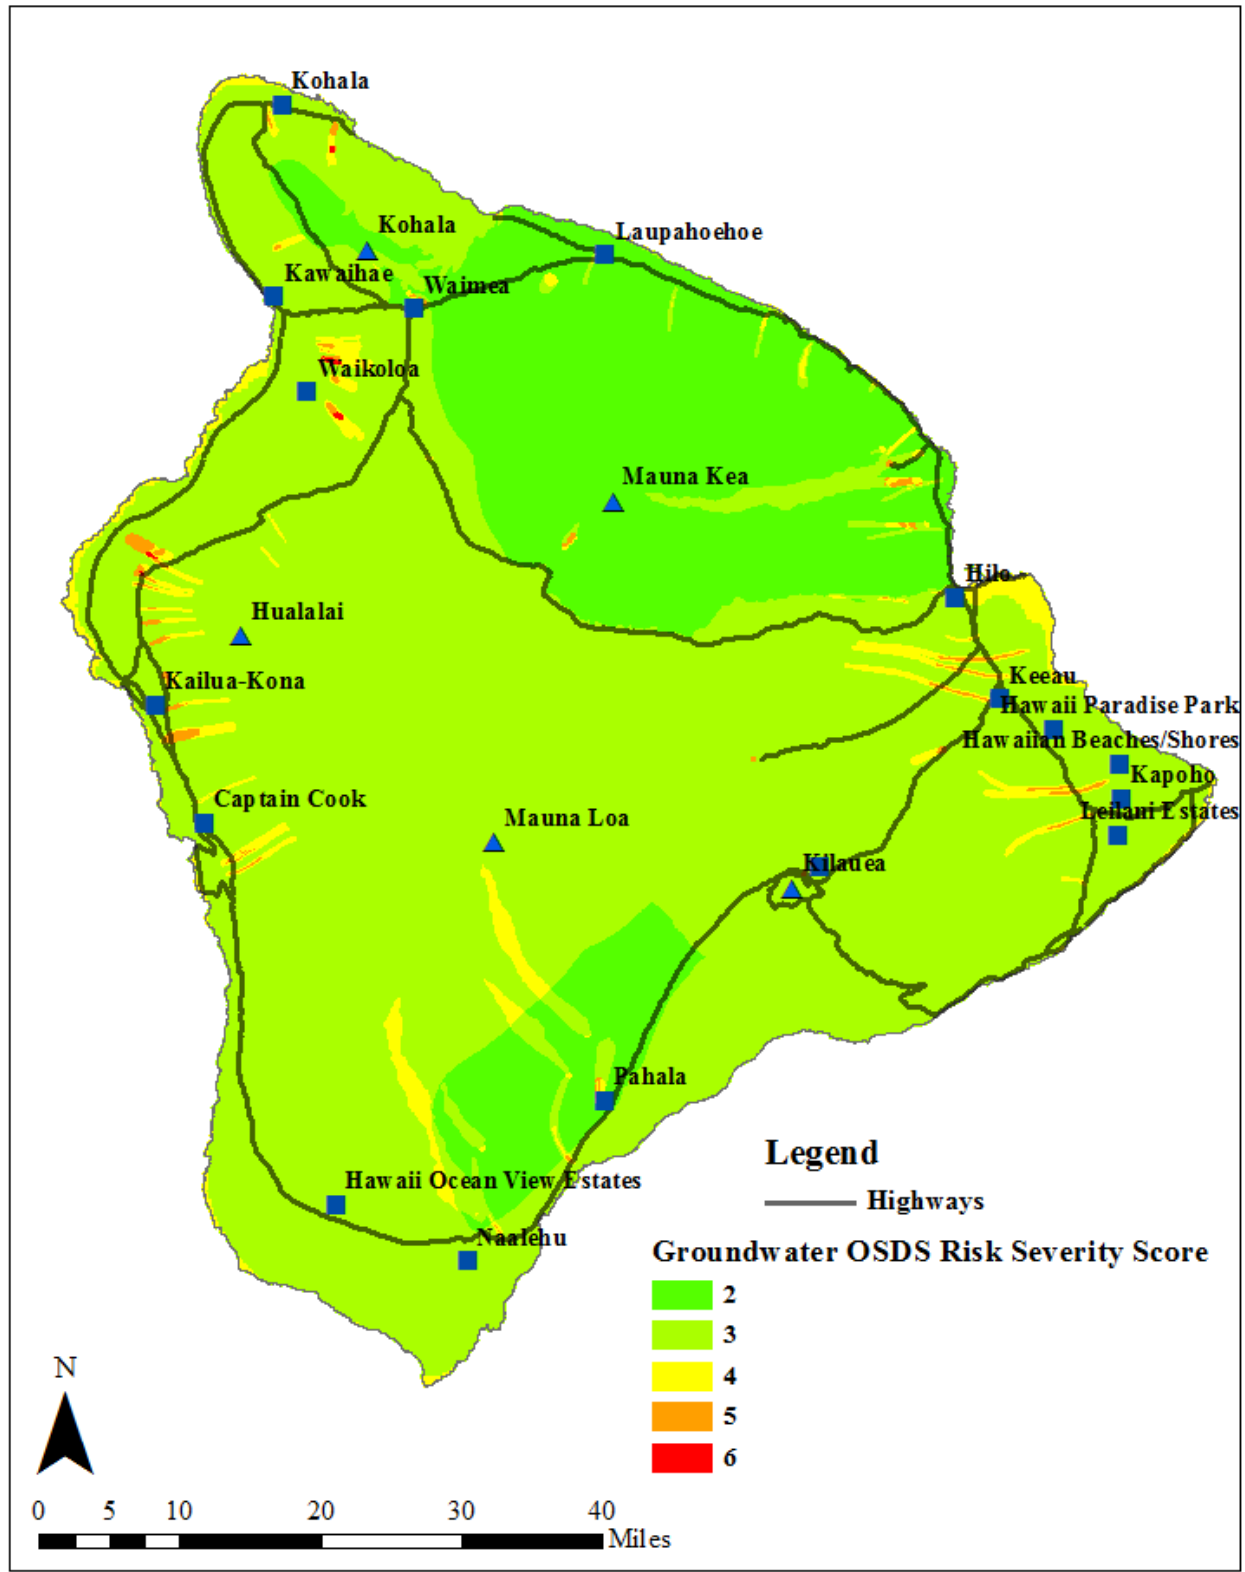 Kohala
Kohala
Laupahoehoe
Kawaihae
Waimea
Waikoloa
Mauna Kea
Hilo
Hualalai
Kailua-Kona
Keeau
Hawaii Paradise Park
Hawaiian Beaches/Shores
Kapoho
Captain Cook
Mauna Loa
Leilani Estates
Kilauea
Pahala
Hawaii Ocean View Estates
Naalehu
Legend
Highways
Groundwater OSDS Risk Severity Score
2
3
4
5
6
N
0 5 10 20 30 40
Miles